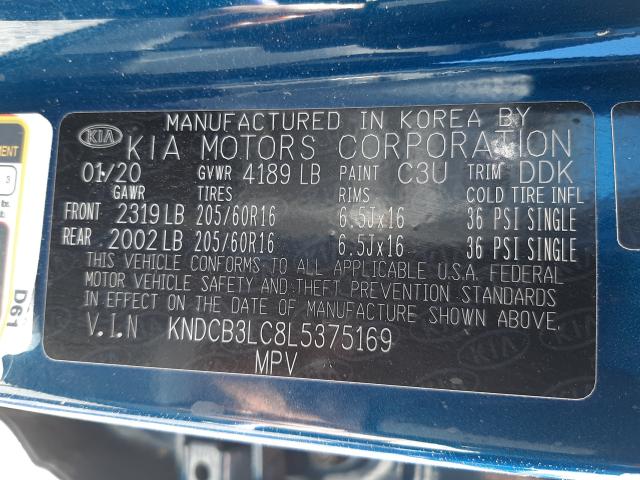 MANUFACTURED IN KOREA BY
KIA KIA MOTORS CORPORATION
01/20 GVWR 4189 LB PAINT C3U TRIM DDK
GAWR TIRES RIMS COLD TIRE INFL
FRONT 2319 LB 205/60R16 6.5Jx16 36 PSI SINGLE
REAR 2002 LB 205/60R16 6.5Jx16 36 PSI SINGLE
THIS VEHICLE CONFORMS TO ALL APPLICABLE U.S.A. FEDERAL
MOTOR VEHICLE SAFETY AND THEFT PREVENTION STANDARDS
IN EFFECT ON THE DATE OF MANUFACTURE SHOWN ABOVE.
V.I.N KNDCB3LC8L5375169
MPV
D61